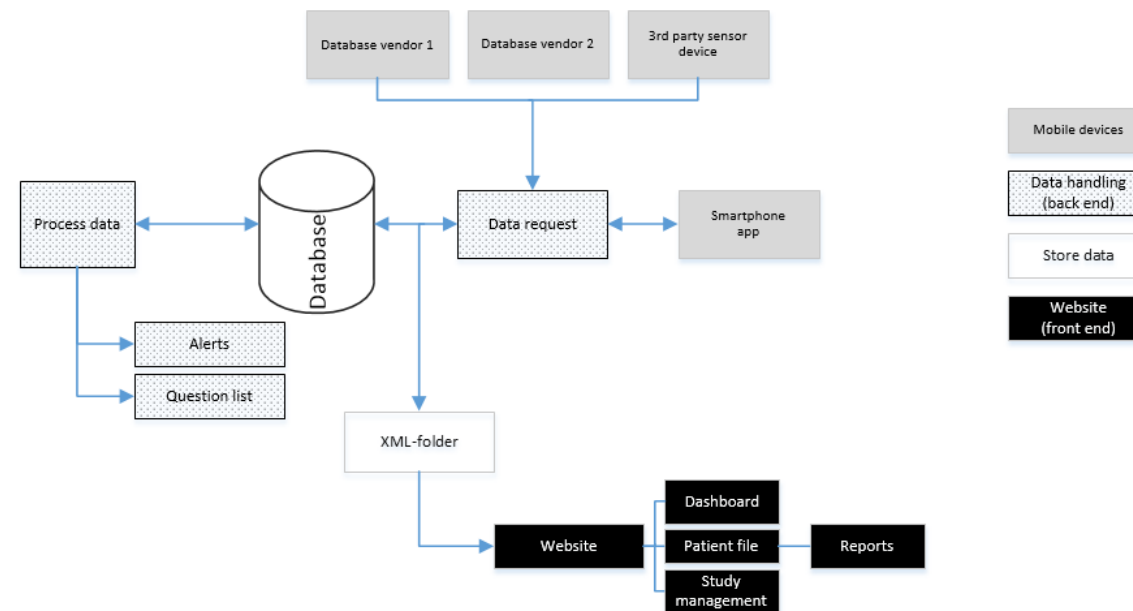 Database vendor 1
Database vendor 2
3rd party sensor
device
Mobile devices
Data handling
(back end)
Store data
Website
(front end)
Process data
Database
Data request
Smartphone
app
Alerts
Question list
XML-folder
Dashboard
Website
Patient file
Reports
Study
management